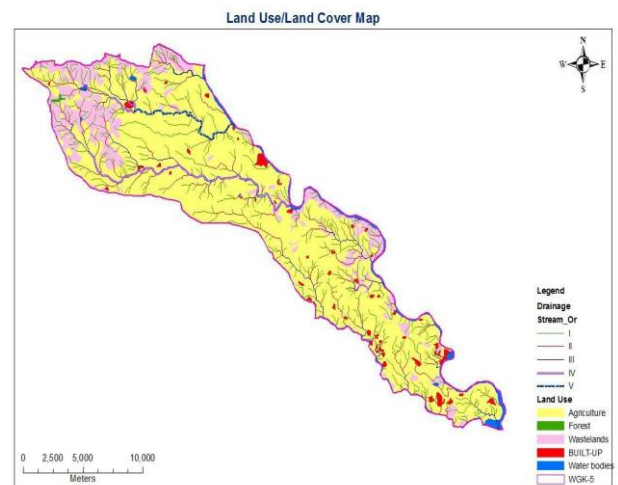 Land Use/Land Cover Map
N
W E
S
Legend
Drainage
Stream_Or
I
II
III
IV
V
Land Use
Agriculture
Forest
Wastelands
BUILT-UP
Water bodies
WGK-5
0 2,500 5,000 10,000
Meters